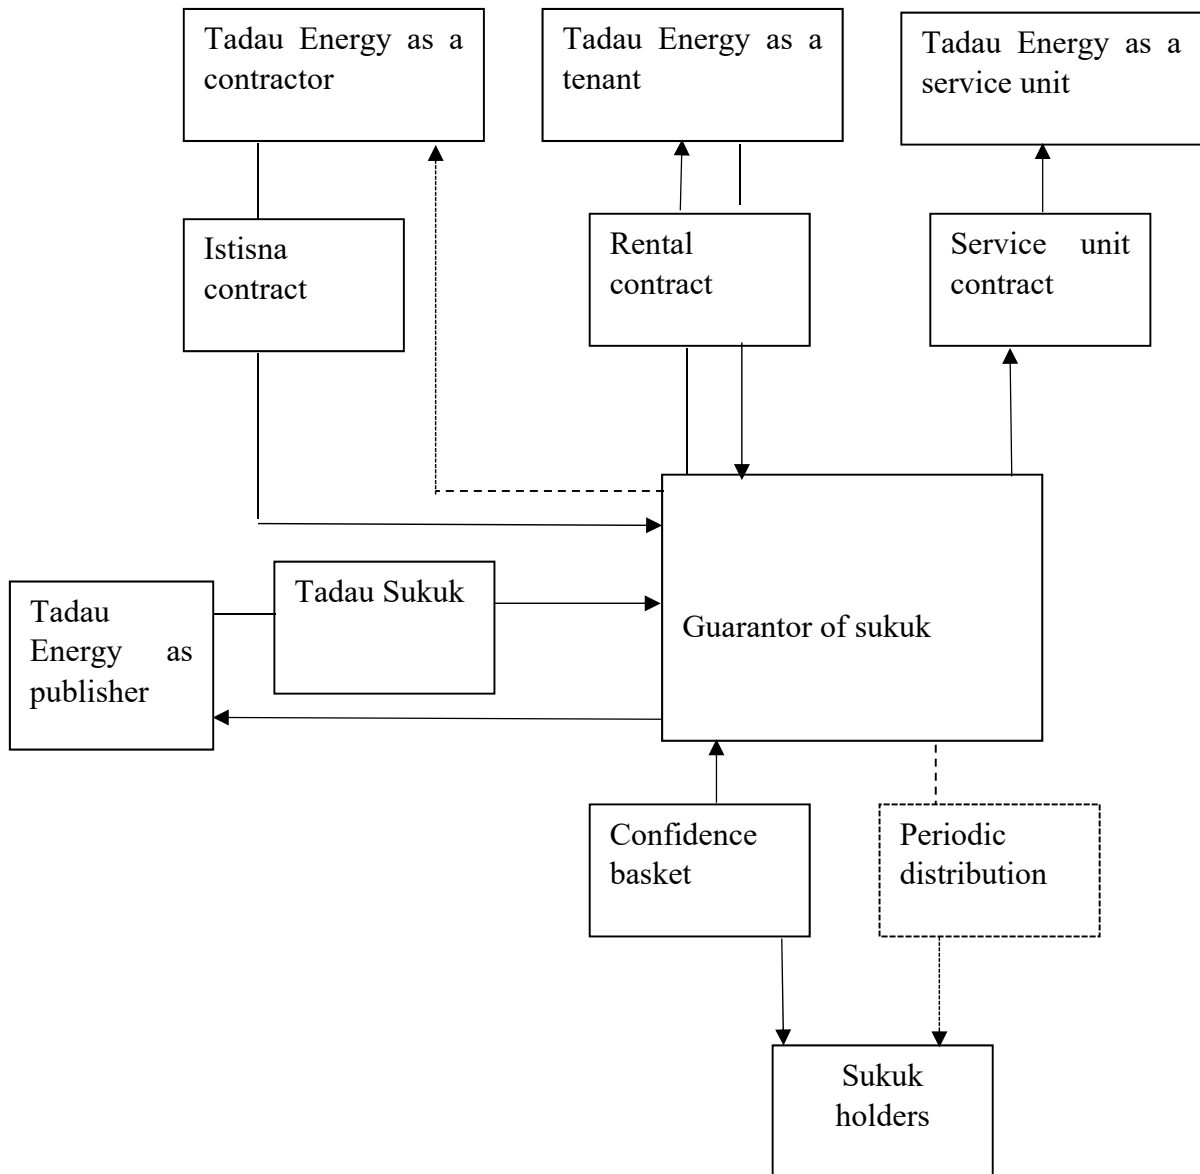 Tadau Energy as a
contractor
Tadau Energy as a
tenant
Tadau Energy as a
service unit
Istisna
contract
Rental
contract
Service unit
contract
Tadau
Energy as
publisher
Tadau Sukuk
Guarantor of sukuk
Confidence
basket
Periodic
distribution
Sukuk
holders